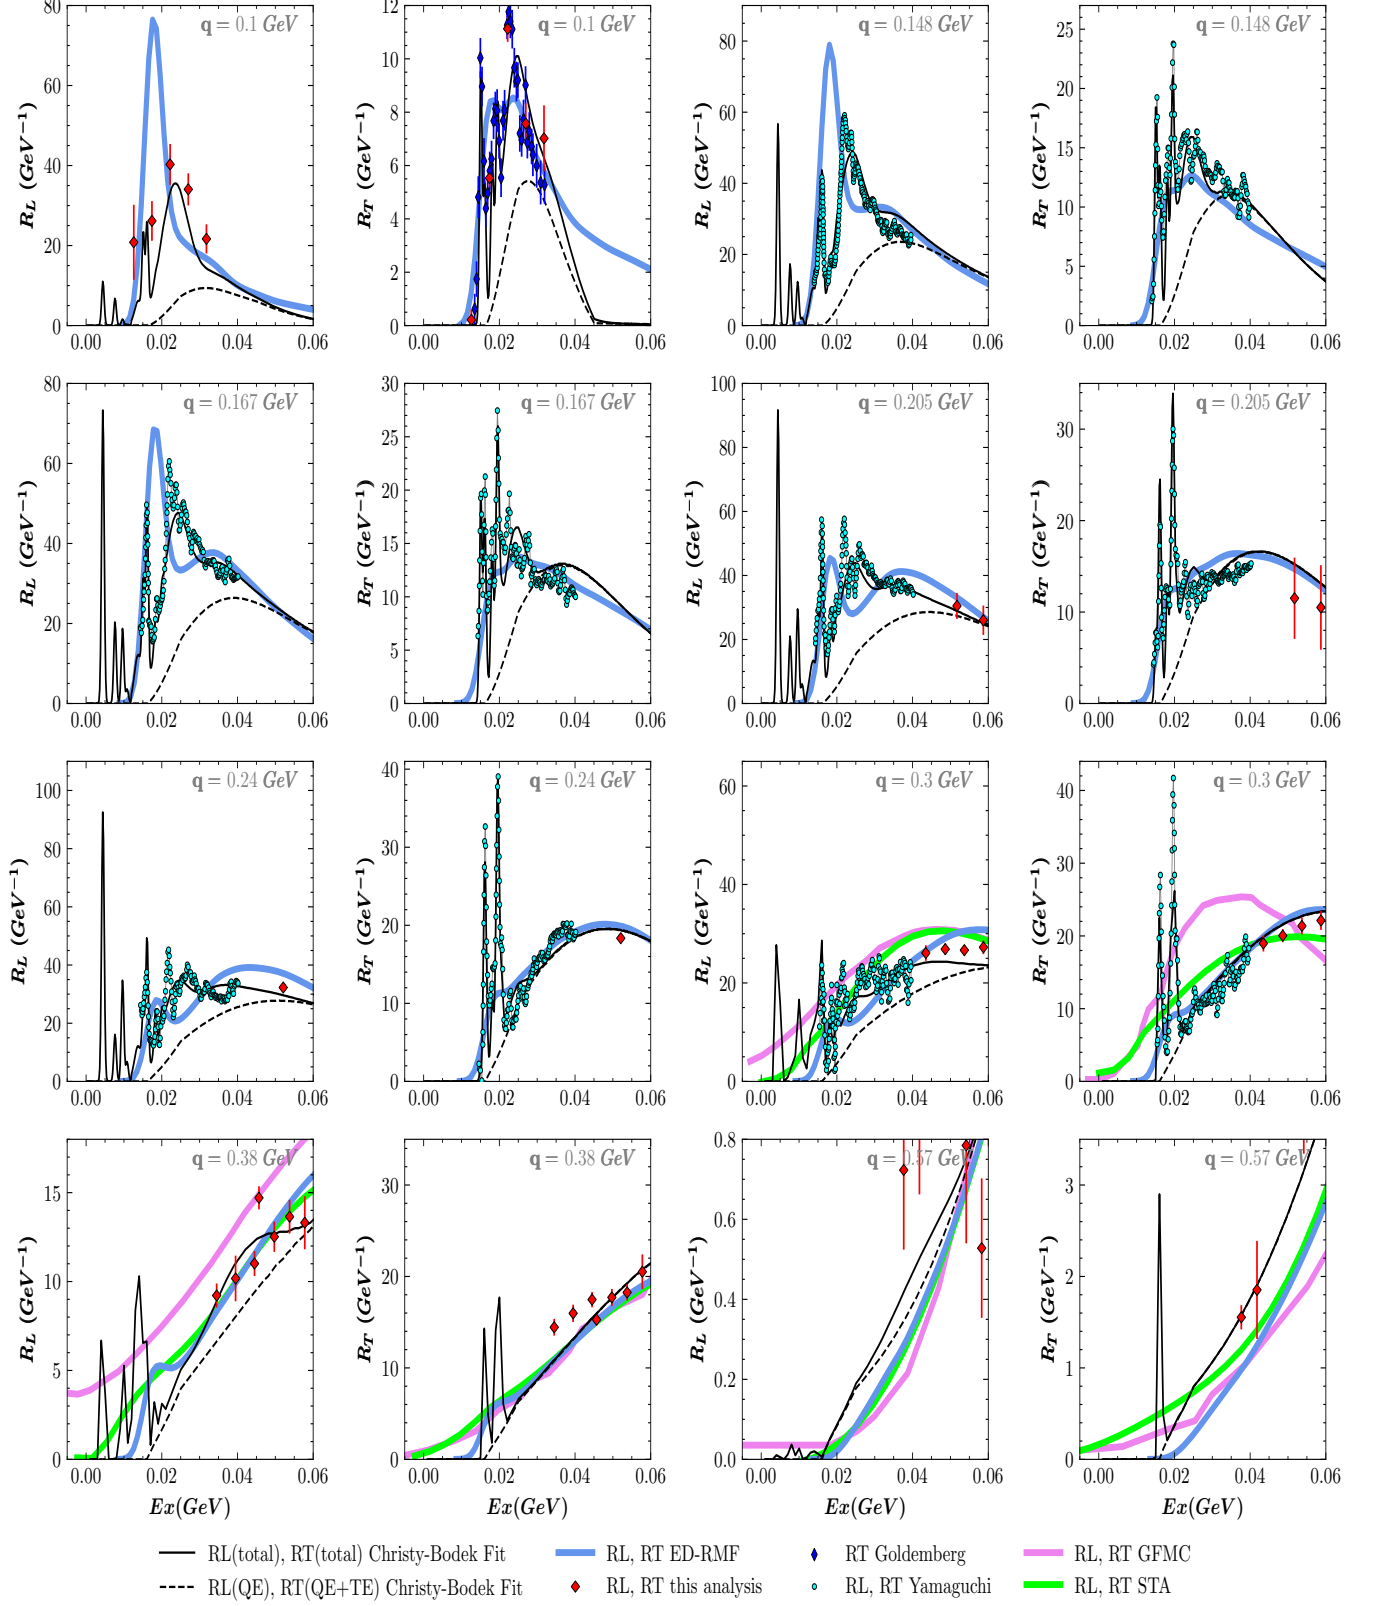 q = 0.1 GeV
R_L (GeV^−1)
0 20 40 60 80
0.00 0.02 0.04 0.06
q = 0.1 GeV
R_T (GeV^−1)
0 2 4 6 8 10 12
0.00 0.02 0.04 0.06
q = 0.148 GeV
R_L (GeV^−1)
0 20 40 60 80
0.00 0.02 0.04 0.06
q = 0.148 GeV
R_T (GeV^−1)
0 5 10 15 20 25
0.00 0.02 0.04 0.06
q = 0.167 GeV
R_L (GeV^−1)
0 20 40 60 80
0.00 0.02 0.04 0.06
q = 0.167 GeV
R_T (GeV^−1)
0 5 10 15 20 25 30
0.00 0.02 0.04 0.06
q = 0.205 GeV
R_L (GeV^−1)
0 20 40 60 80 100
0.00 0.02 0.04 0.06
q = 0.205 GeV
R_T (GeV^−1)
0 10 20 30
0.00 0.02 0.04 0.06
q = 0.24 GeV
R_L (GeV^−1)
0 20 40 60 80 100
0.00 0.02 0.04 0.06
q = 0.24 GeV
R_T (GeV^−1)
0 10 20 30 40
0.00 0.02 0.04 0.06
q = 0.3 GeV
R_L (GeV^−1)
0 20 40 60
0.00 0.02 0.04 0.06
q = 0.3 GeV
R_T (GeV^−1)
0 10 20 30 40
0.00 0.02 0.04 0.06
q = 0.38 GeV
R_L (GeV^−1)
0 5 10 15
0.00 0.02 0.04 0.06
Ex(GeV)
q = 0.38 GeV
R_T (GeV^−1)
0 10 20 30
0.00 0.02 0.04 0.06
Ex(GeV)
q = 0.57 GeV
R_L (GeV^−1)
0.0 0.2 0.4 0.6 0.8
0.00 0.02 0.04 0.06
Ex(GeV)
q = 0.57 GeV
R_T (GeV^−1)
0 1 2 3
0.00 0.02 0.04 0.06
Ex(GeV)
RL(total), RT(total) Christy-Bodek Fit
RL(QE), RT(QE+TE) Christy-Bodek Fit
RL, RT ED-RMF
RL, RT this analysis
RT Goldemberg
RL, RT Yamaguchi
RL, RT GFMC
RL, RT STA